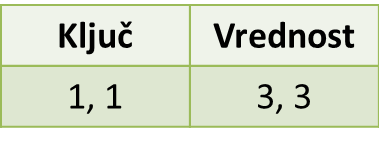 Ključ Vrednost
1, 1 3, 3